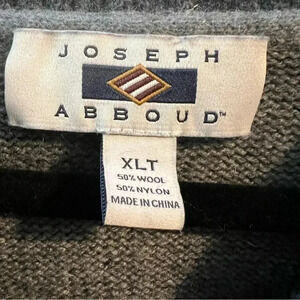 JOSEPH
ABBOUD™
XLT
50% WOOL
50% NYLON
MADE IN CHINA